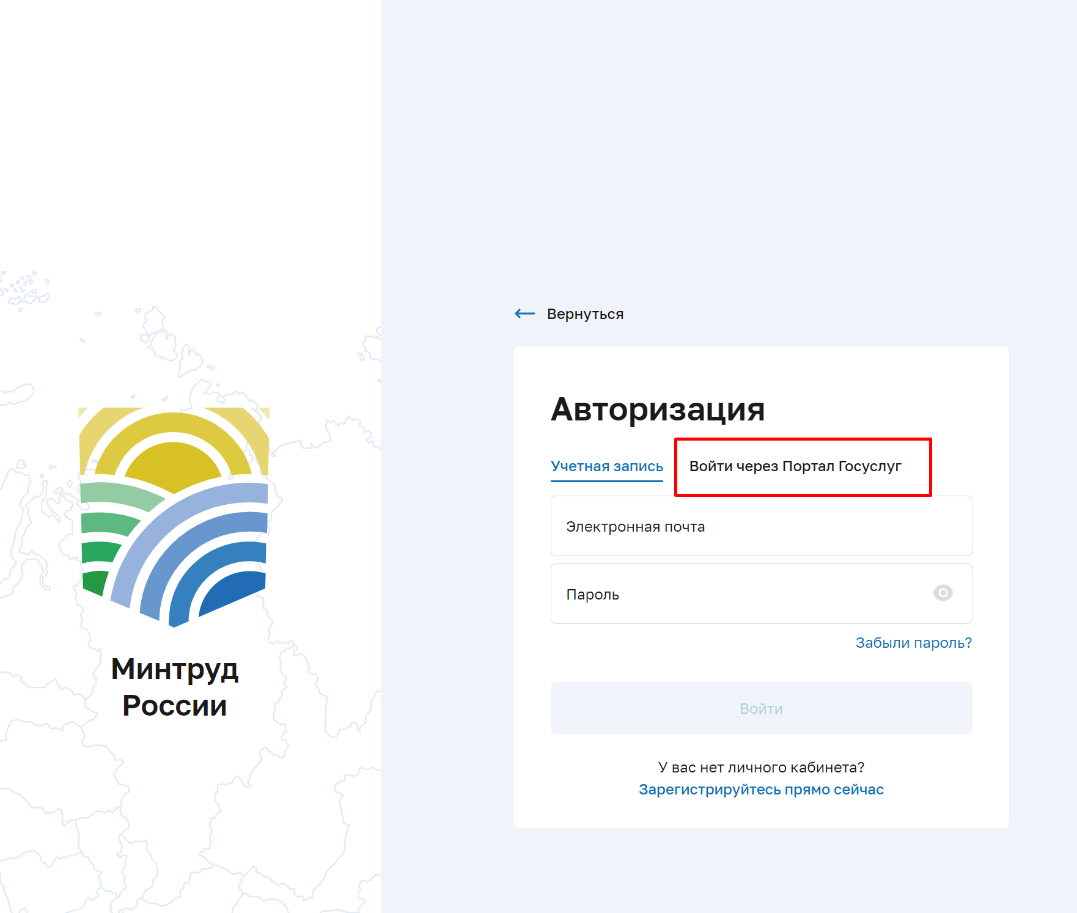 Вернуться
Авторизация
Учетная запись Войти через Портал Госуслуг
Электронная почта
Пароль
Забыли пароль?
Войти
У вас нет личного кабинета?
Зарегистрируйтесь прямо сейчас
Минтруд
России